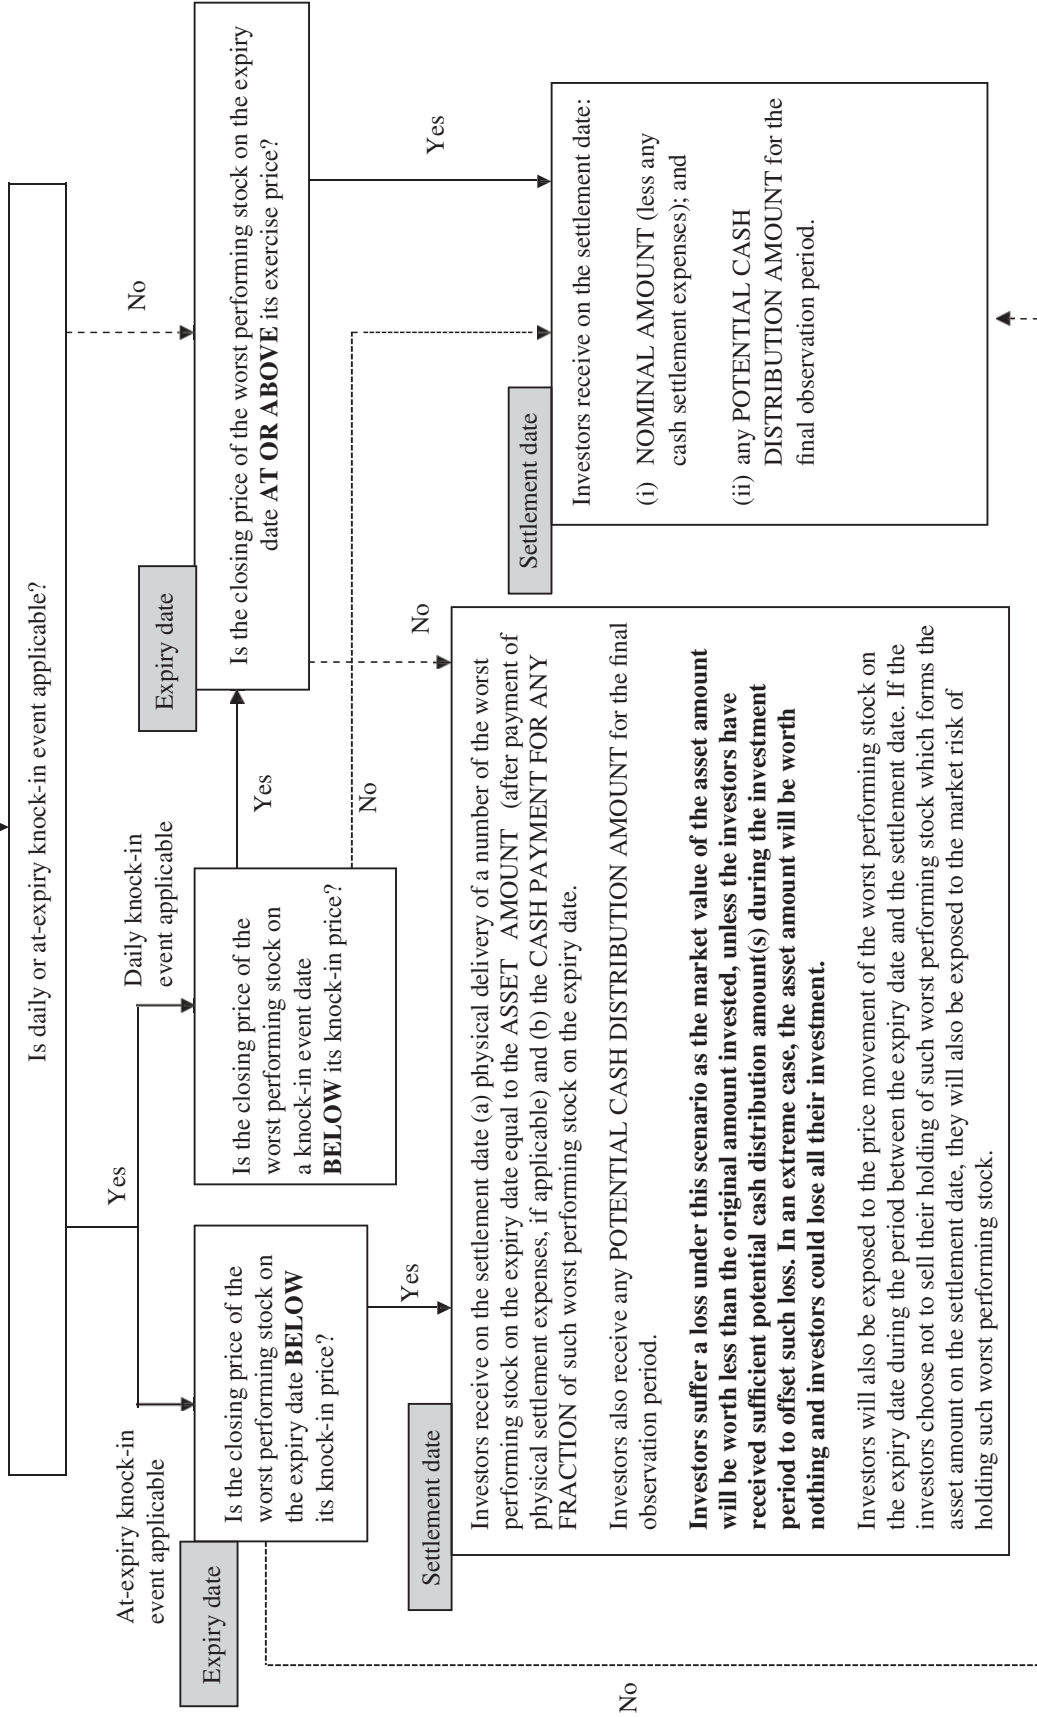 Is daily or at-expiry knock-in event applicable?
Yes
No
At-expiry knock-in
event applicable
Daily knock-in
event applicable
Expiry date
Is the closing price of the
worst performing stock on
the expiry date BELOW
its knock-in price?
Is the closing price of the
worst performing stock on
a knock-in event date
BELOW its knock-in price?
Yes
No
Expiry date
Is the closing price of the worst performing stock on the expiry
date AT OR ABOVE its exercise price?
Yes
No
Yes
No
Settlement date
Investors receive on the settlement date (a) physical delivery of a number of the worst
performing stock on the expiry date equal to the ASSET AMOUNT (after payment of
physical settlement expenses, if applicable) and (b) the CASH PAYMENT FOR ANY
FRACTION of such worst performing stock on the expiry date.
Investors also receive any POTENTIAL CASH DISTRIBUTION AMOUNT for the final
observation period.
Investors suffer a loss under this scenario as the market value of the asset amount
will be worth less than the original amount invested, unless the investors have
received sufficient potential cash distribution amount(s) during the investment
period to offset such loss. In an extreme case, the asset amount will be worth
nothing and investors could lose all their investment.
Investors will also be exposed to the price movement of the worst performing stock on
the expiry date during the period between the expiry date and the settlement date. If the
investors choose not to sell their holding of such worst performing stock which forms the
asset amount on the settlement date, they will also be exposed to the market risk of
holding such worst performing stock.
Settlement date
Investors receive on the settlement date:
(i) NOMINAL AMOUNT (less any
cash settlement expenses); and
(ii) any POTENTIAL CASH
DISTRIBUTION AMOUNT for the
final observation period.